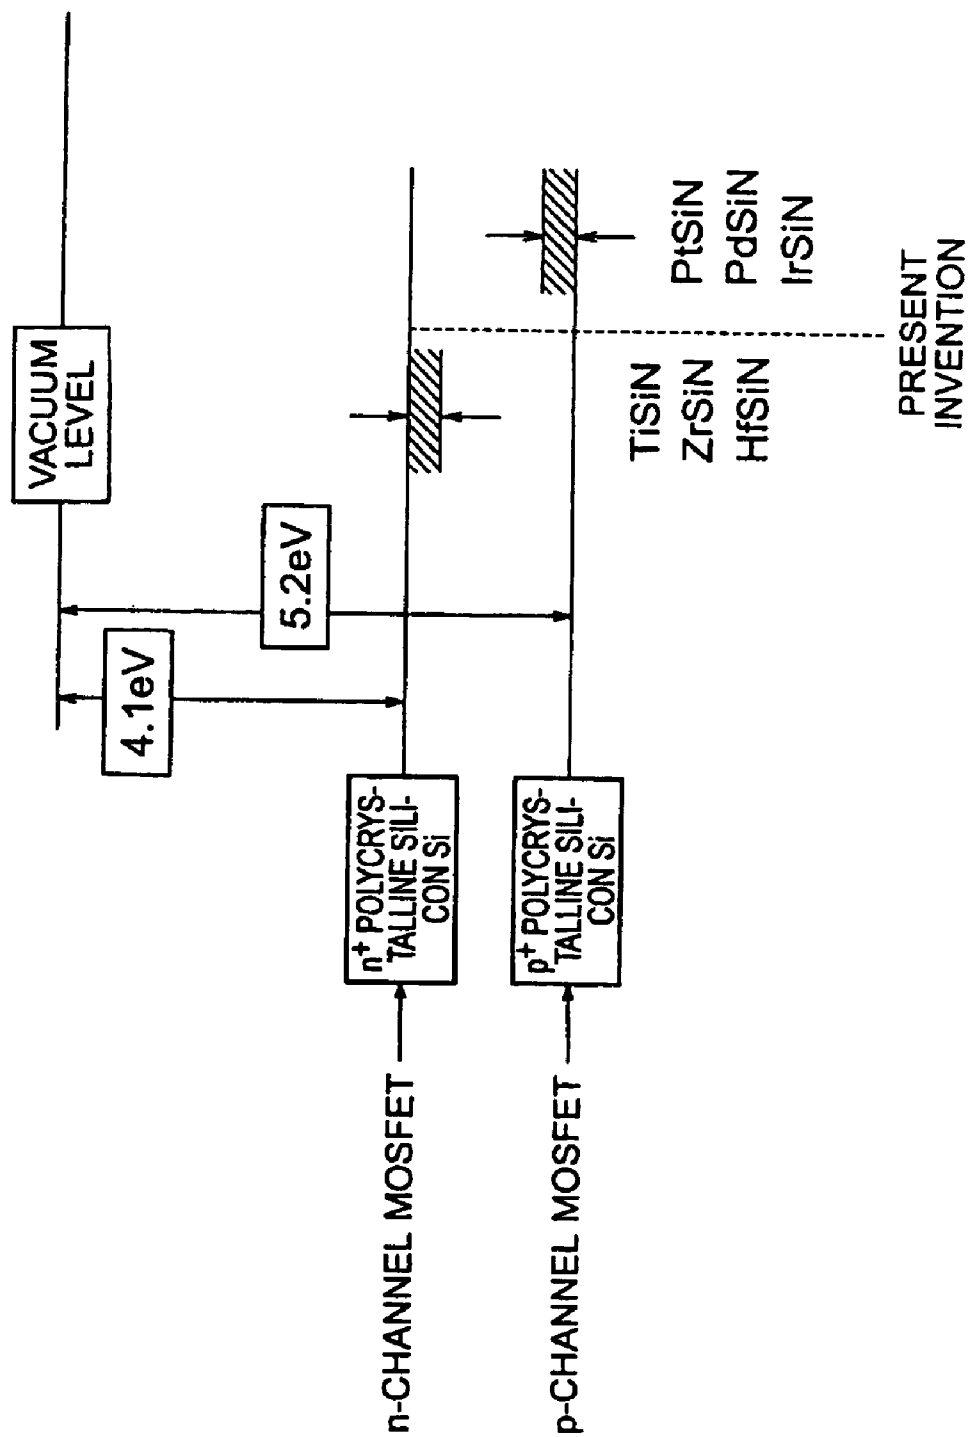 VACUUM
LEVEL
4.1eV
5.2eV
n-CHANNEL MOSFET
n+ POLYCRYS-
TALLINE SILI-
CON Si
p-CHANNEL MOSFET
p+ POLYCRYS-
TALLINE SILI-
CON Si
TiSiN
ZrSiN
HfSiN
PtSiN
PdSiN
IrSiN
PRESENT
INVENTION